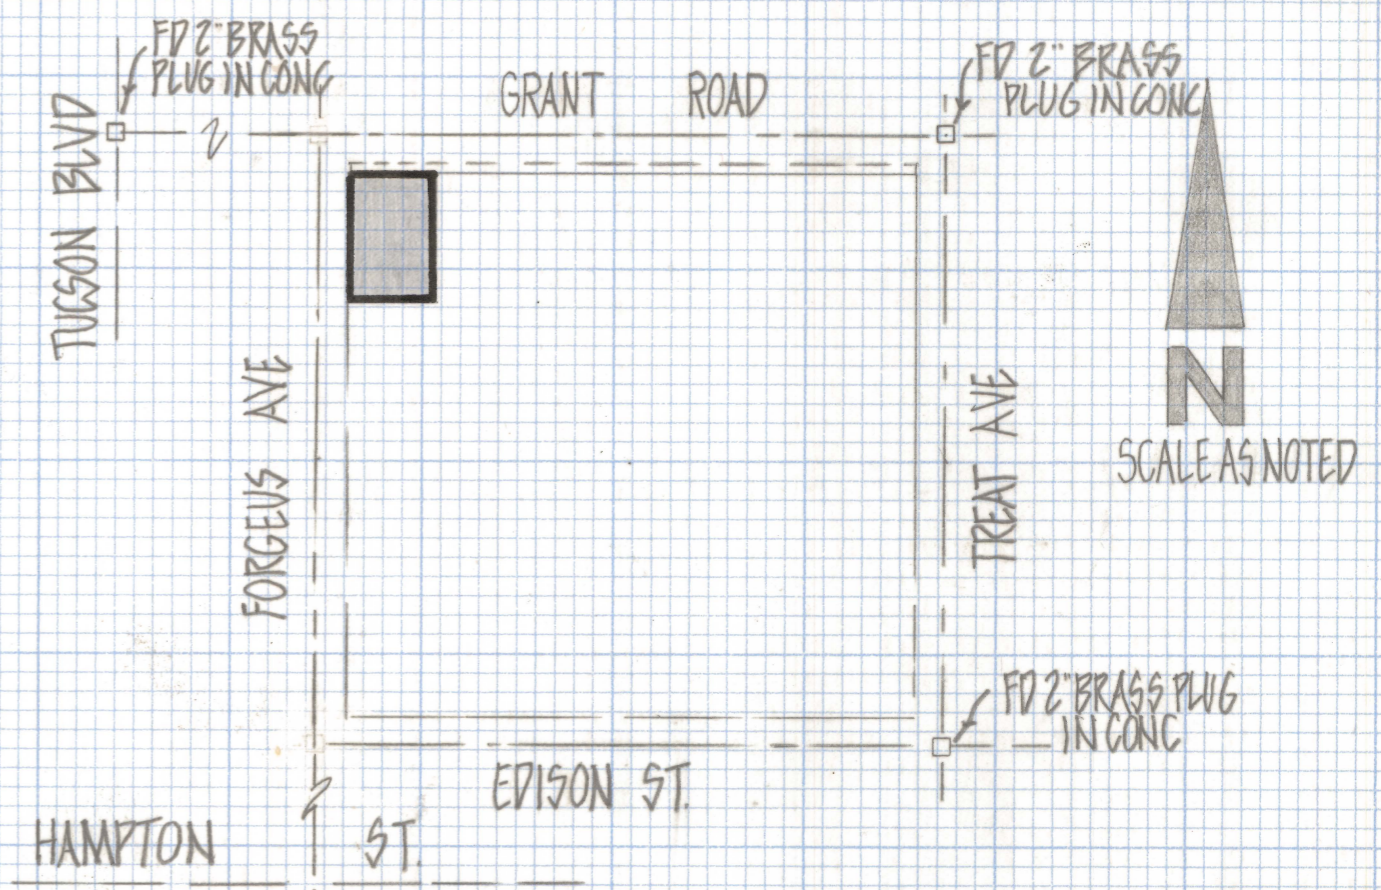 FD 2" BRASS
PLUG IN CONC
GRANT ROAD
FD 2" BRASS
PLUG IN CONC
TUCSON BLVD
FORGEUS AVE
TREAT AVE
N
SCALE AS NOTED
FD 2" BRASS PLUG
IN CONC
EDISON ST.
HAMPTON ST.